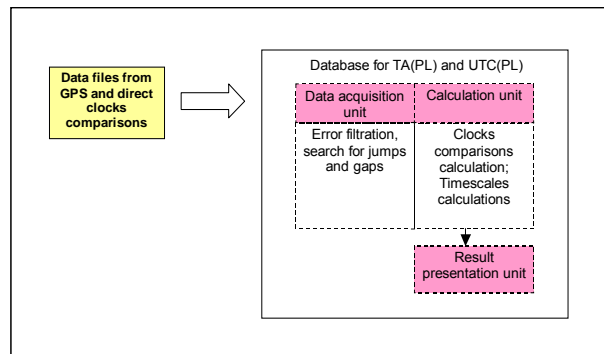 Database for TA(PL) and UTC(PL)
Data files from
GPS and direct
clocks
comparisons
Data acquisition
unit
Calculation unit
Error filtration,
search for jumps
and gaps
Clocks
comparisons
calculation;
Timescales
calculations
Result
presentation unit